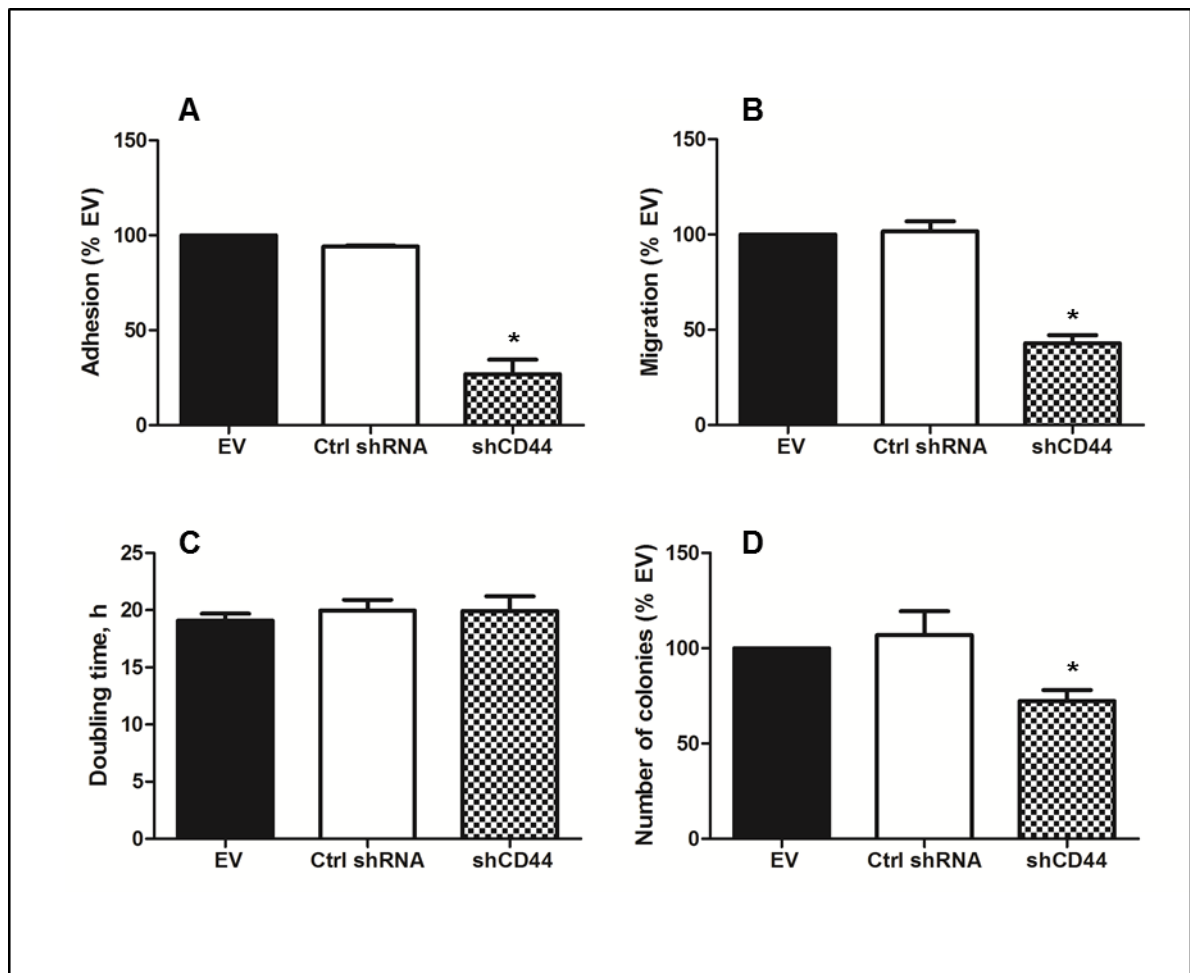 A
Adhesion (% EV)
150
100
50
0
EV Ctrl shRNA shCD44
*
B
Migration (% EV)
150
100
50
0
EV Ctrl shRNA shCD44
*
C
Doubling time, h
25
20
15
10
5
0
EV Ctrl shRNA shCD44
D
Number of colonies (% EV)
150
100
50
0
EV Ctrl shRNA shCD44
*